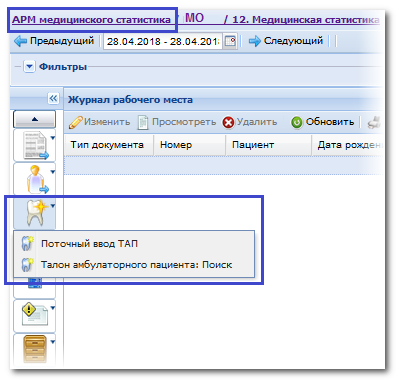 АРМ медицинского статистика / МО / 12. Медицинская статистика
Предыдущий 28.04.2018 - 28.04.201 Следующий
Фильтры
Журнал рабочего места
Изменить Просмотреть Удалить Обновить
Тип документа Номер Пациент Дата рожден
Поточный ввод ТАП
Талон амбулаторного пациента: Поиск